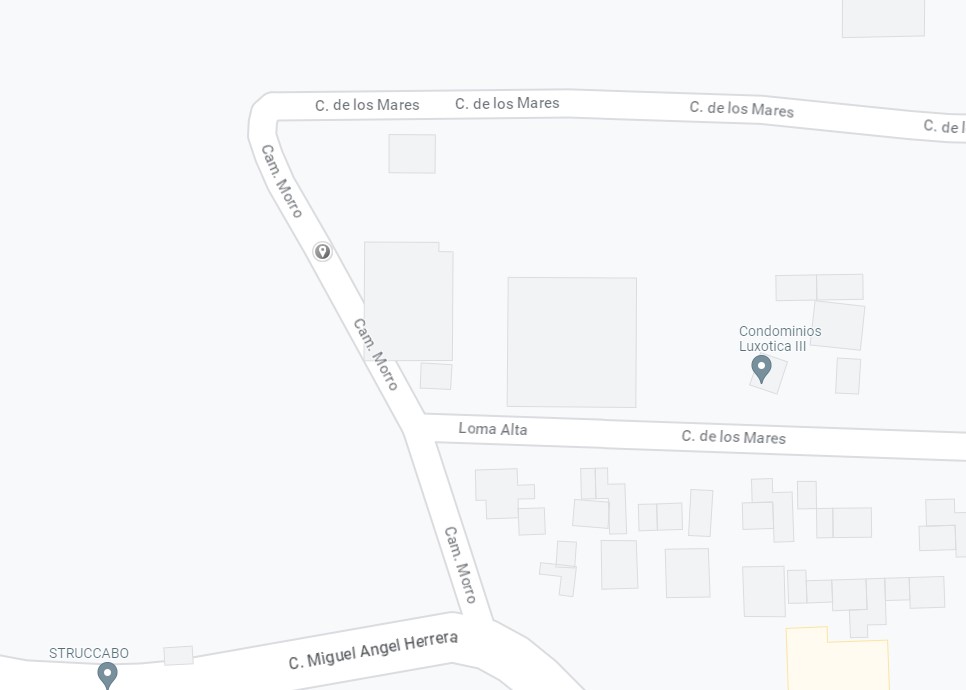 C. de los Mares
C. de los Mares
C. de los Mares
C. de l
Cam. Morro
Cam. Morro
Condominios
Luxotica III
Loma Alta
C. de los Mares
Cam. Morro
C. Miguel Angel Herrera
STRUCCABO